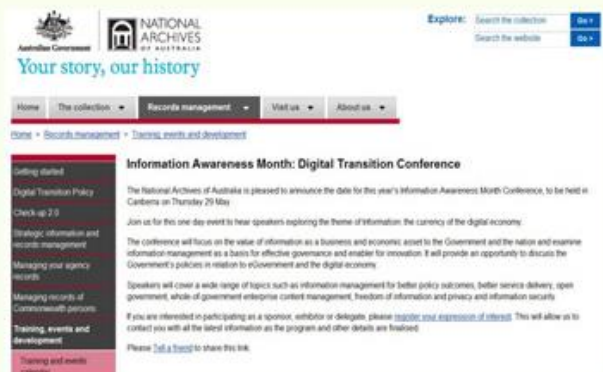 Explore:
Search the collection
Go >
Search the website
Go >
Australian Government
NATIONAL
ARCHIVES
OF AUSTRALIA
Your story, our history
Home
The collection
Records management
Visit us
About us
Home > Records management > Training, events and development
Getting started
Digital Transition Policy
Check-up 2.0
Strategic information and
records management
Managing your agency
records
Managing records of
Commonwealth persons
Training, events and
development
Training and events
Information Awareness Month: Digital Transition Conference
The National Archives of Australia is pleased to announce the date for this year's Information Awareness Month Conference, to be held in
Canberra on Thursday 29 May.
Join us for this one day event to hear speakers exploring the theme of Information: the currency of the digital economy.
The conference will focus on the value of information as a business and economic asset to the Government and the nation and examine
information management as a basis for effective governance and enabler for innovation. It will provide an opportunity to discuss the
Government's policies in relation to eGovernment and the digital economy.
Speakers will cover a wide range of topics such as information management for better policy outcomes, better service delivery, open
government, whole of government enterprise content management, freedom of information and privacy and information security.
If you are interested in participating as a sponsor, exhibitor or delegate, please register your expression of interest. This will allow us to
contact you with all the latest information as the program and other details are finalised.
Please Tell a friend to share this link.